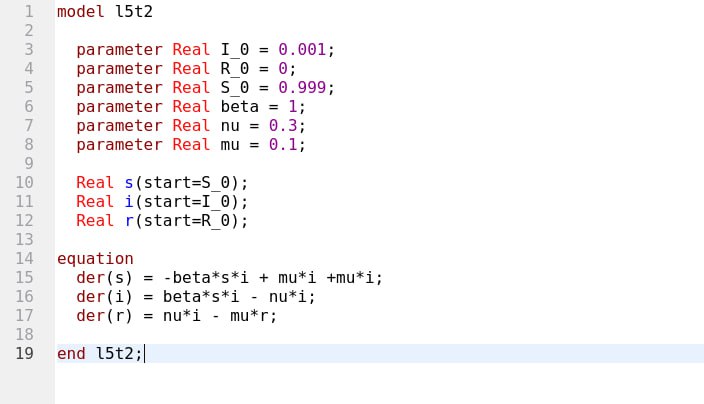 1 model l5t2
2
3 parameter Real I_0 = 0.001;
4 parameter Real R_0 = 0;
5 parameter Real S_0 = 0.999;
6 parameter Real beta = 1;
7 parameter Real nu = 0.3;
8 parameter Real mu = 0.1;
9
10 Real s(start=S_0);
11 Real i(start=I_0);
12 Real r(start=R_0);
13
14 equation
15 der(s) = -beta*s*i + mu*i +mu*i;
16 der(i) = beta*s*i - nu*i;
17 der(r) = nu*i - mu*r;
18
19 end l5t2;